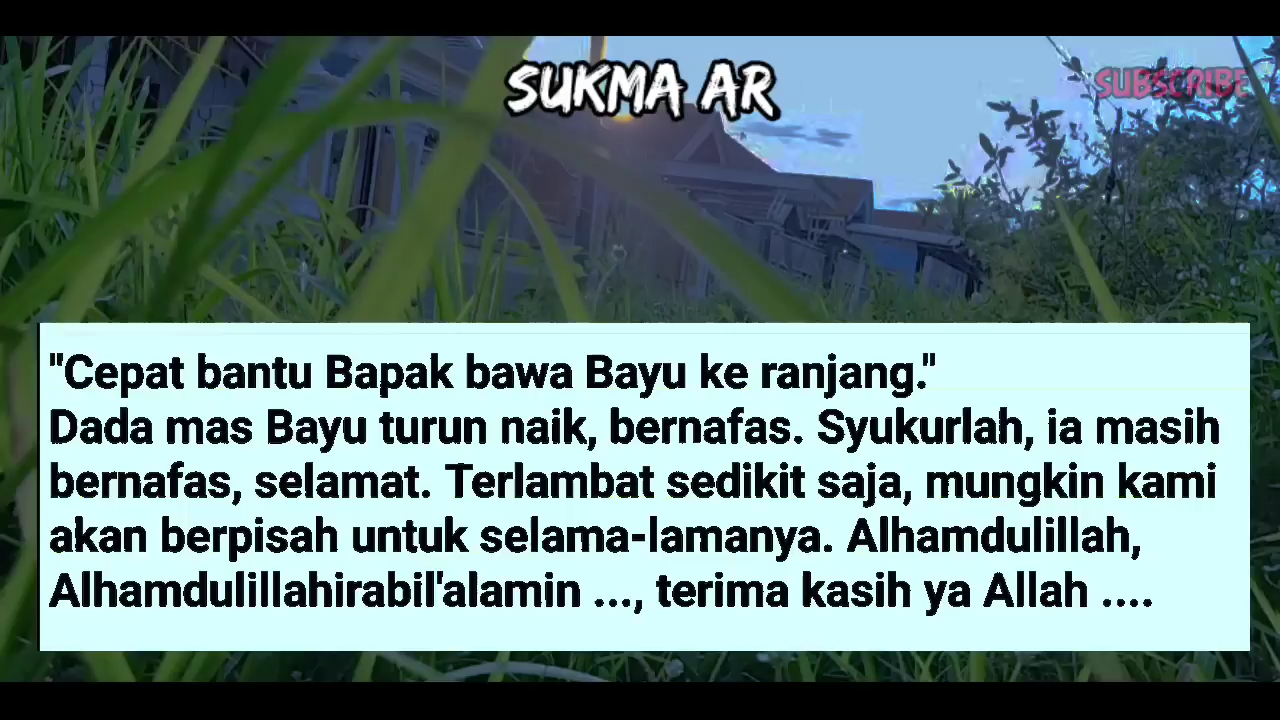 SUKMA AR
SUBSCRIBE
"Cepat bantu Bapak bawa Bayu ke ranjang."
Dada mas Bayu turun naik, bernafas. Syukurlah, ia masih
bernafas, selamat. Terlambat sedikit saja, mungkin kami
akan berpisah untuk selama-lamanya. Alhamdulillah,
Alhamdulillahirabil'alamin ..., terima kasih ya Allah ....